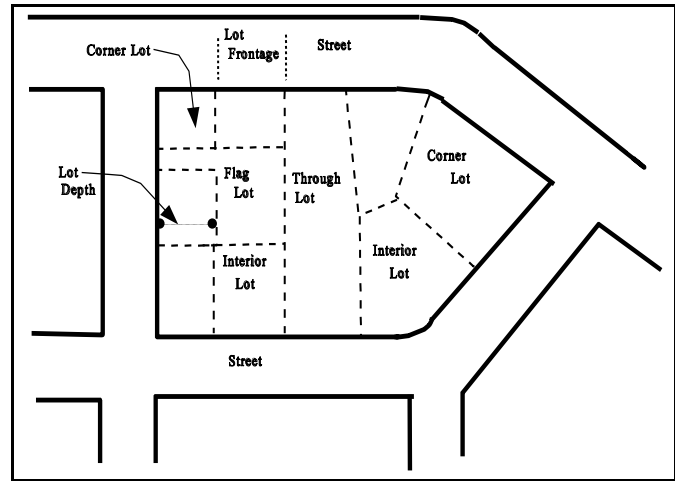 Lot
Frontage
Street
Corner Lot
Corner
Lot
Lot
Depth
Flag
Lot
Through
Lot
Interior
Lot
Interior
Lot
Street